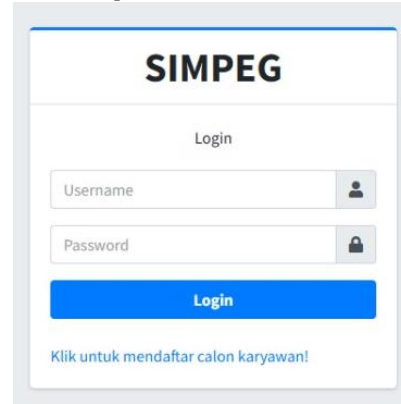 SIMPEG
Login
Username
Password
Login
Klik untuk mendaftar calon karyawan!